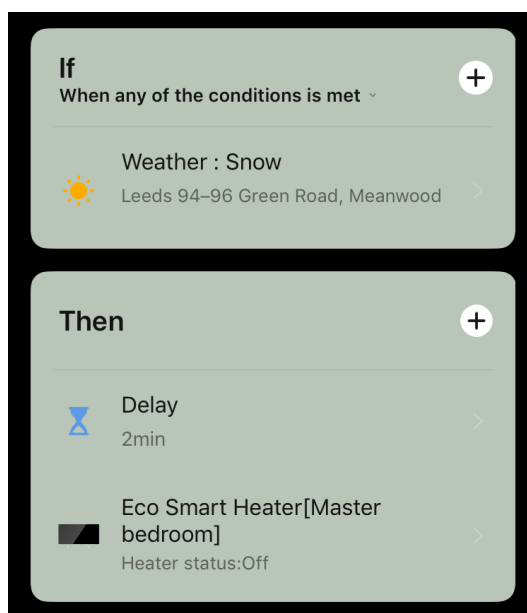 If
When any of the conditions is met
Weather : Snow
Leeds 94–96 Green Road, Meanwood
Then
Delay
2min
Eco Smart Heater[Master
bedroom]
Heater status:Off